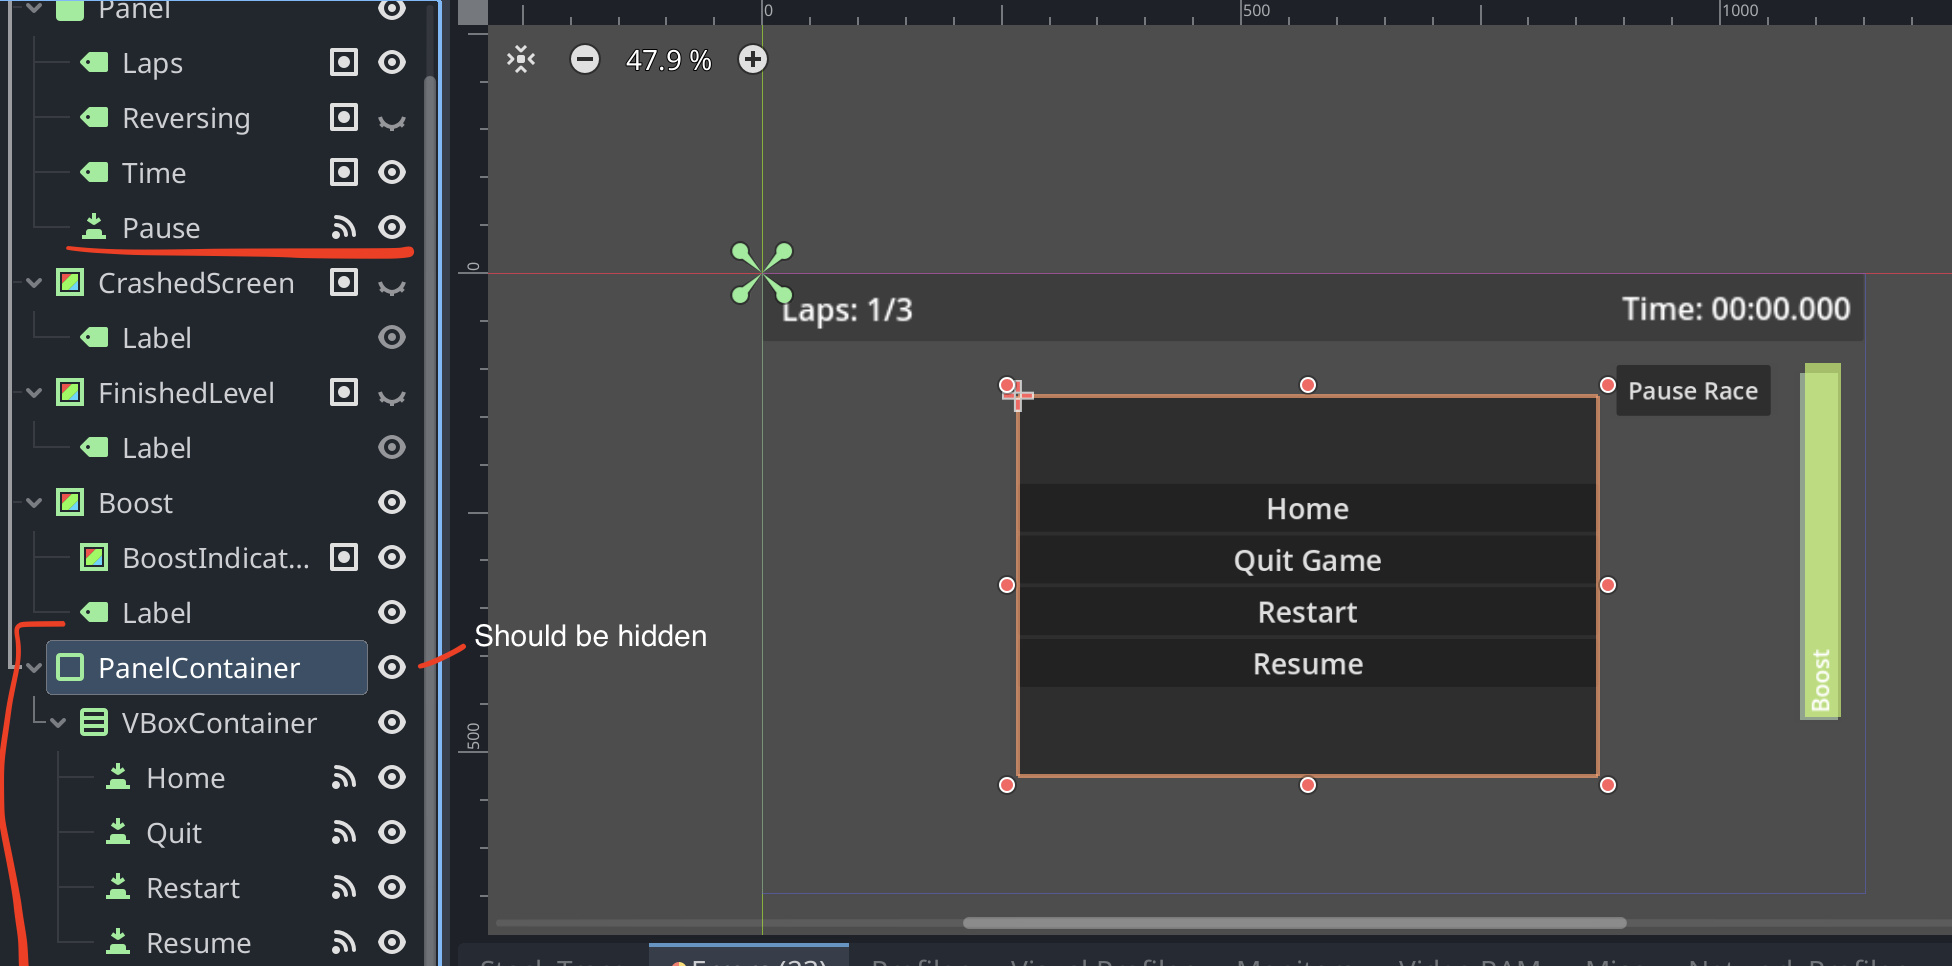 Panel
Laps
Reversing
Time
Pause
CrashedScreen
Label
FinishedLevel
Label
Boost
BoostIndicat...
Label
PanelContainer
VBoxContainer
Home
Quit
Restart
Resume
Should be hidden
0
500
1000
47.9 %
0
500
Laps: 1/3
Time: 00:00.000
Pause Race
Home
Quit Game
Restart
Resume
Boost